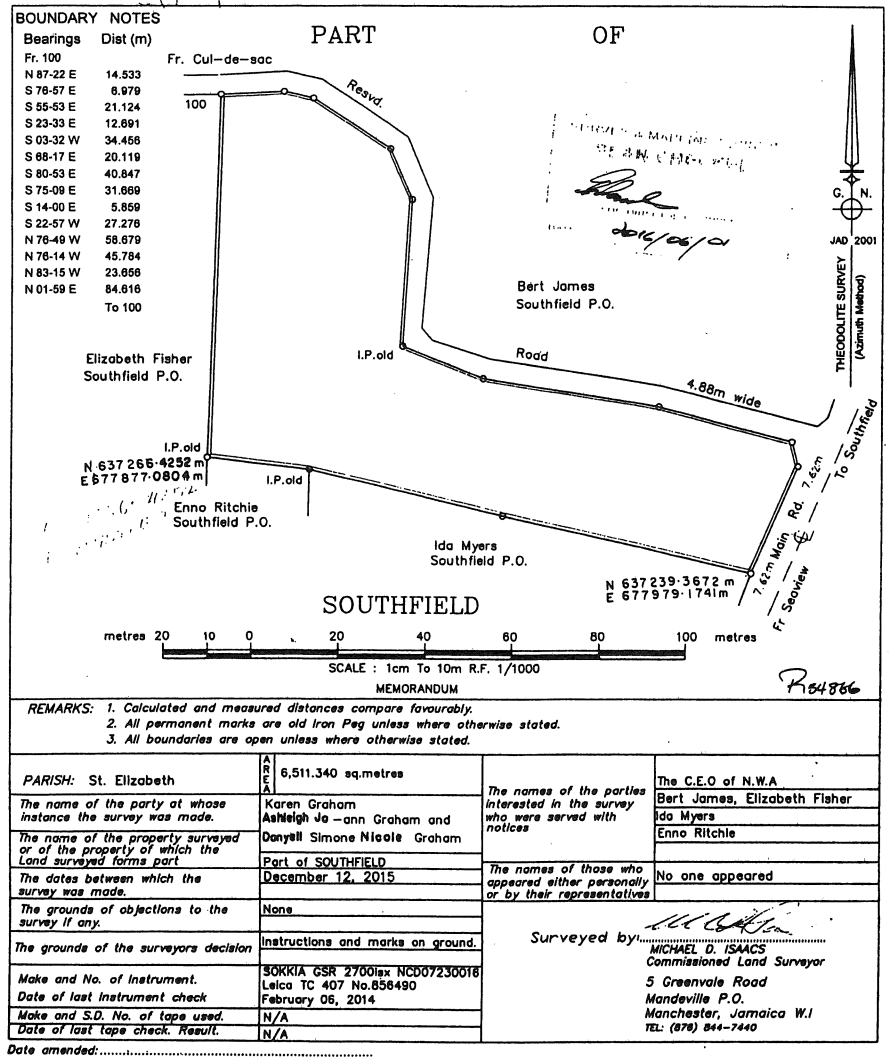 BOUNDARY NOTES
Bearings Dist (m)
Fr. 100
N 87-22 E 14.533
S 76-57 E 6.979
S 55-53 E 21.124
S 23-33 E 12.691
S 03-32 W 34.456
S 68-17 E 20.119
S 80-53 E 40.847
S 75-09 E 31.669
S 14-00 E 5.859
S 22-57 W 27.276
N 76-49 W 58.679
N 76-14 W 45.784
N 83-15 W 23.656
N 01-59 E 84.616
To 100
PART OF
Fr. Cul-de-sac
100
Resvd.
2016/06/01
G. N.
JAD 2001
THEODOLITE SURVEY
(Azimuth Method)
Bert James
Southfield P.O.
Elizabeth Fisher
Southfield P.O.
I.P.old
Road
4.88m wide
I.P.old
N 637 266.4252 m
E 677877.0804 m
I.P.old
Enno Ritchie
Southfield P.O.
Ida Myers
Southfield P.O.
To Southfield
7.62m Main Rd. 7.62m
Fr Seaview
N 637239.3672 m
E 677979.1741m
SOUTHFIELD
metres 20 10 0 20 40 60 80 100 metres
SCALE : 1cm To 10m R.F. 1/1000
MEMORANDUM
R34866
REMARKS: 1. Calculated and measured distances compare favourably.
2. All permanent marks are old Iron Peg unless where otherwise stated.
3. All boundaries are open unless where otherwise stated.
PARISH: St. Elizabeth
AREA
6,511.340 sq.metres
The name of the party at whose
instance the survey was made.
Karen Graham
Ashleigh Jo -ann Graham and
Danyell Simone Nicole Graham
The name of the property surveyed
or of the property of which the
Land surveyed forms part
Part of SOUTHFIELD
The dates between which the
survey was made.
December 12, 2015
The grounds of objections to the
survey if any.
None
The grounds of the surveyors decision
Instructions and marks on ground.
Make and No. of Instrument.
SOKKIA GSR 2700isx NCD07230016
Leica TC 407 No.856490
Date of last Instrument check
February 06, 2014
Make and S.D. No. of tape used.
N/A
Date of last tape check. Result.
N/A
The names of the parties
interested in the survey
who were served with
notices
The C.E.O of N.W.A
Bert James, Elizabeth Fisher
Ida Myers
Enno Ritchie
The names of those who
appeared either personally
or by their representatives
No one appeared
Surveyed by:
MICHAEL D. ISAACS
Commissioned Land Surveyor
5 Greenvale Road
Mandeville P.O.
Manchester, Jamaica W.I
TEL: (876) 844-7440
Date amended: